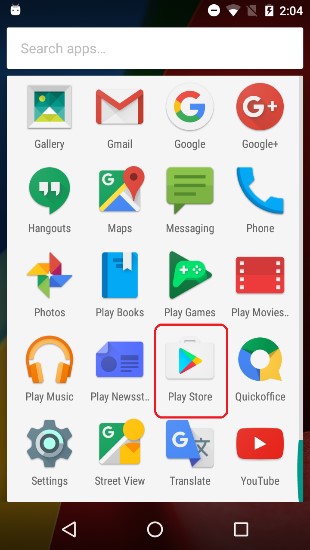 2:04
Search apps…
Gallery Gmail Google Google+
Hangouts Maps Messaging Phone
Photos Play Books Play Games Play Movies..
Play Music Play Newsst.. Play Store Quickoffice
Settings Street View Translate YouTube